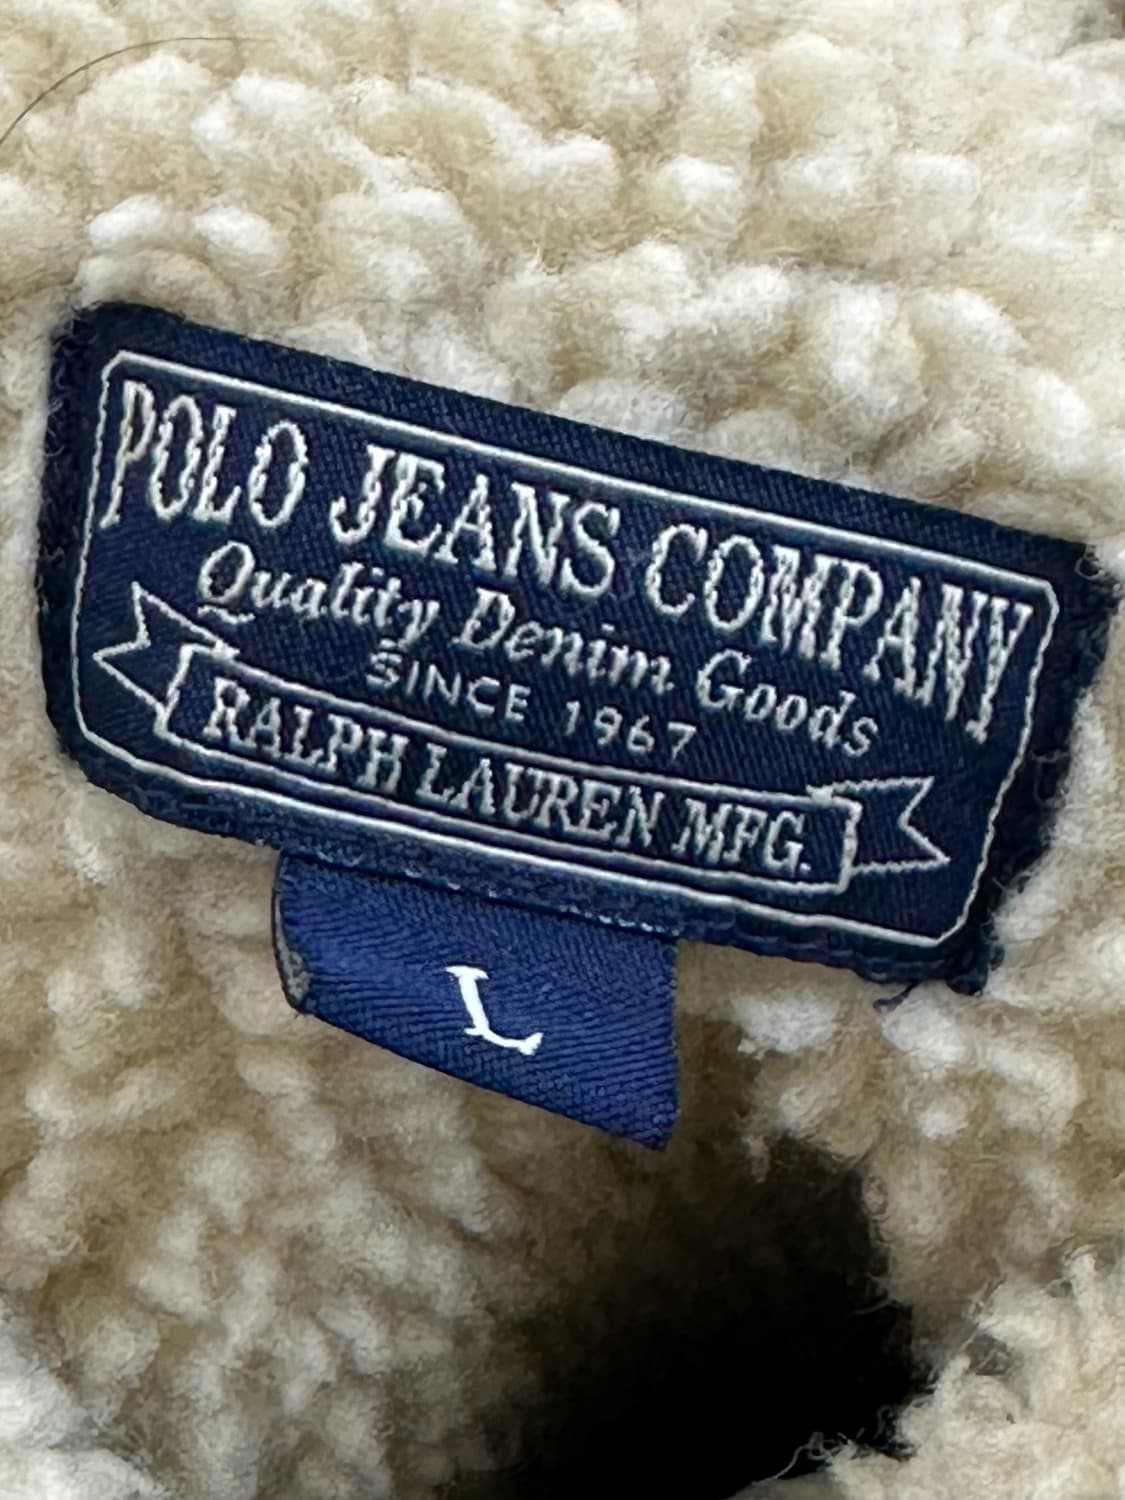 POLO JEANS COMPANY
Quality Denim Goods
SINCE 1967
RALPH LAUREN MFG.
L